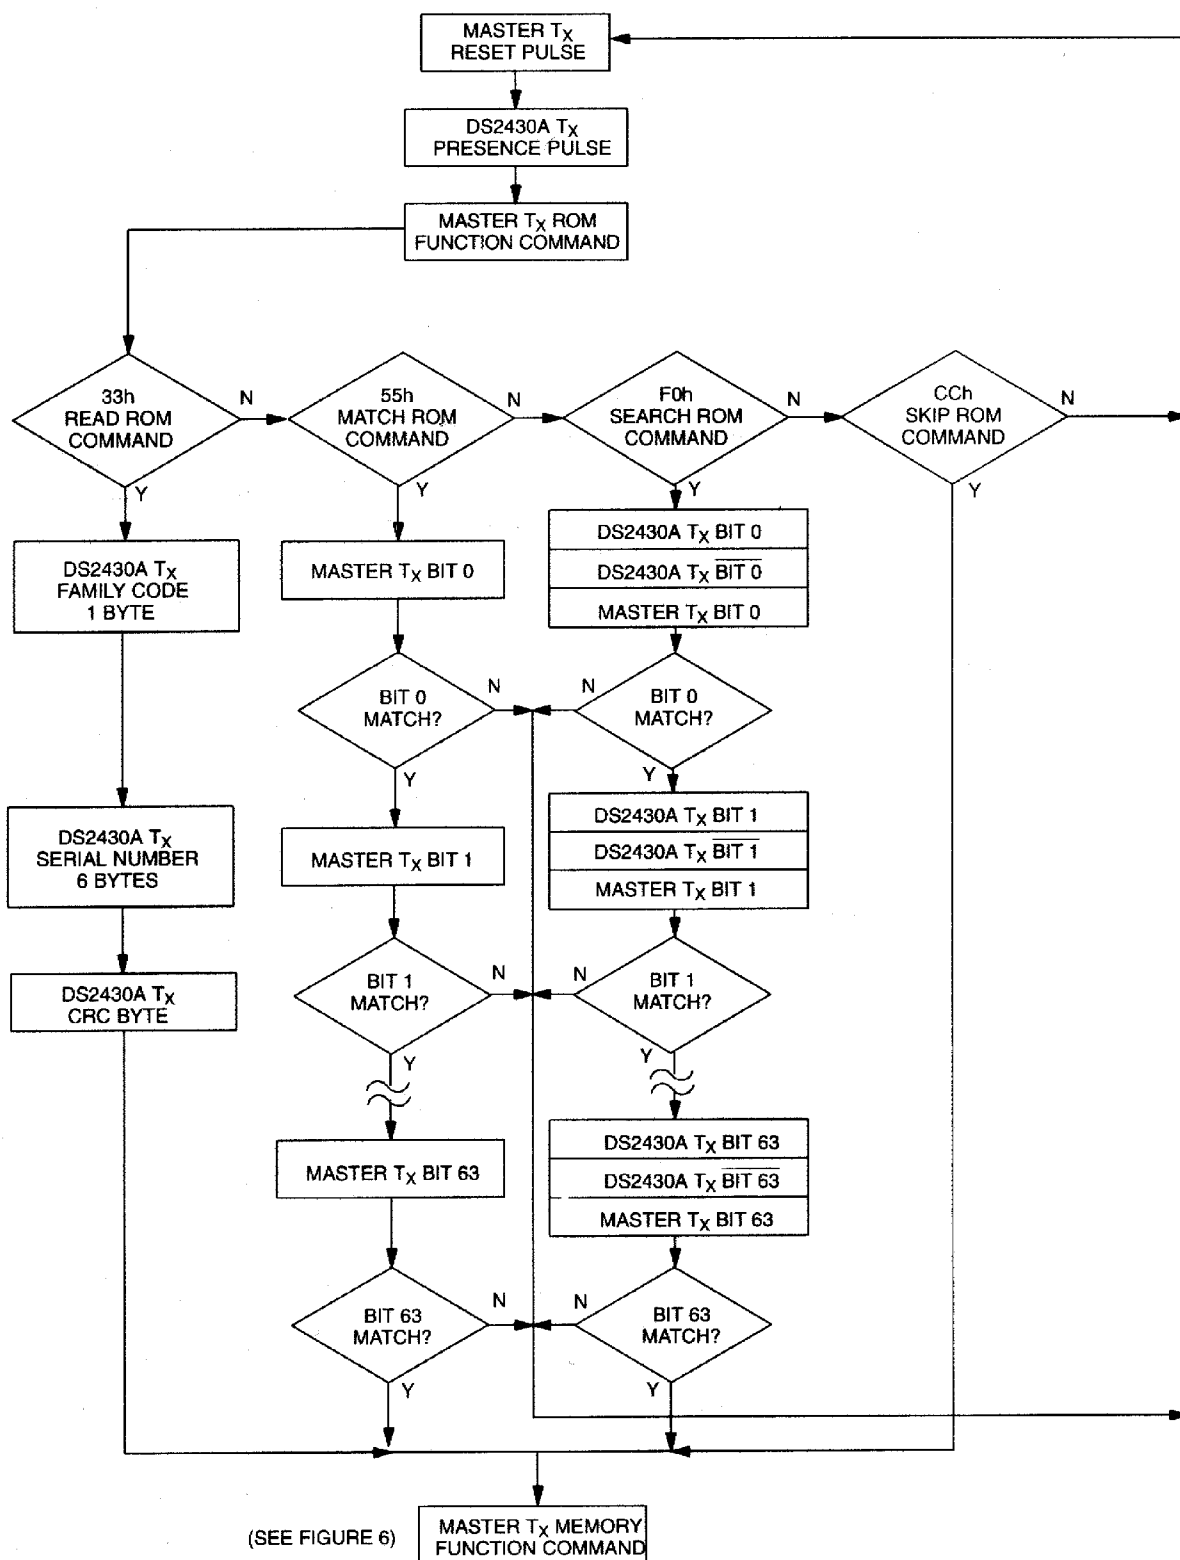 MASTER TX
RESET PULSE
DS2430A TX
PRESENCE PULSE
MASTER TX ROM
FUNCTION COMMAND
33h
READ ROM
COMMAND
N
Y
55h
MATCH ROM
COMMAND
N
Y
F0h
SEARCH ROM
COMMAND
N
Y
CCh
SKIP ROM
COMMAND
N
Y
DS2430A TX
FAMILY CODE
1 BYTE
DS2430A TX
SERIAL NUMBER
6 BYTES
DS2430A TX
CRC BYTE
MASTER TX BIT 0
BIT 0
MATCH?
N
Y
MASTER TX BIT 1
BIT 1
MATCH?
N
Y
MASTER TX BIT 63
BIT 63
MATCH?
N
Y
DS2430A TX BIT 0
DS2430A TX B̅I̅T̅ ̅0̅
MASTER TX BIT 0
N
BIT 0
MATCH?
Y
DS2430A TX BIT 1
DS2430A TX B̅I̅T̅ ̅1̅
MASTER TX BIT 1
N
BIT 1
MATCH?
Y
DS2430A TX BIT 63
DS2430A TX B̅I̅T̅ ̅6̅3̅
MASTER TX BIT 63
N
BIT 63
MATCH?
Y
(SEE FIGURE 6)
MASTER TX MEMORY
FUNCTION COMMAND